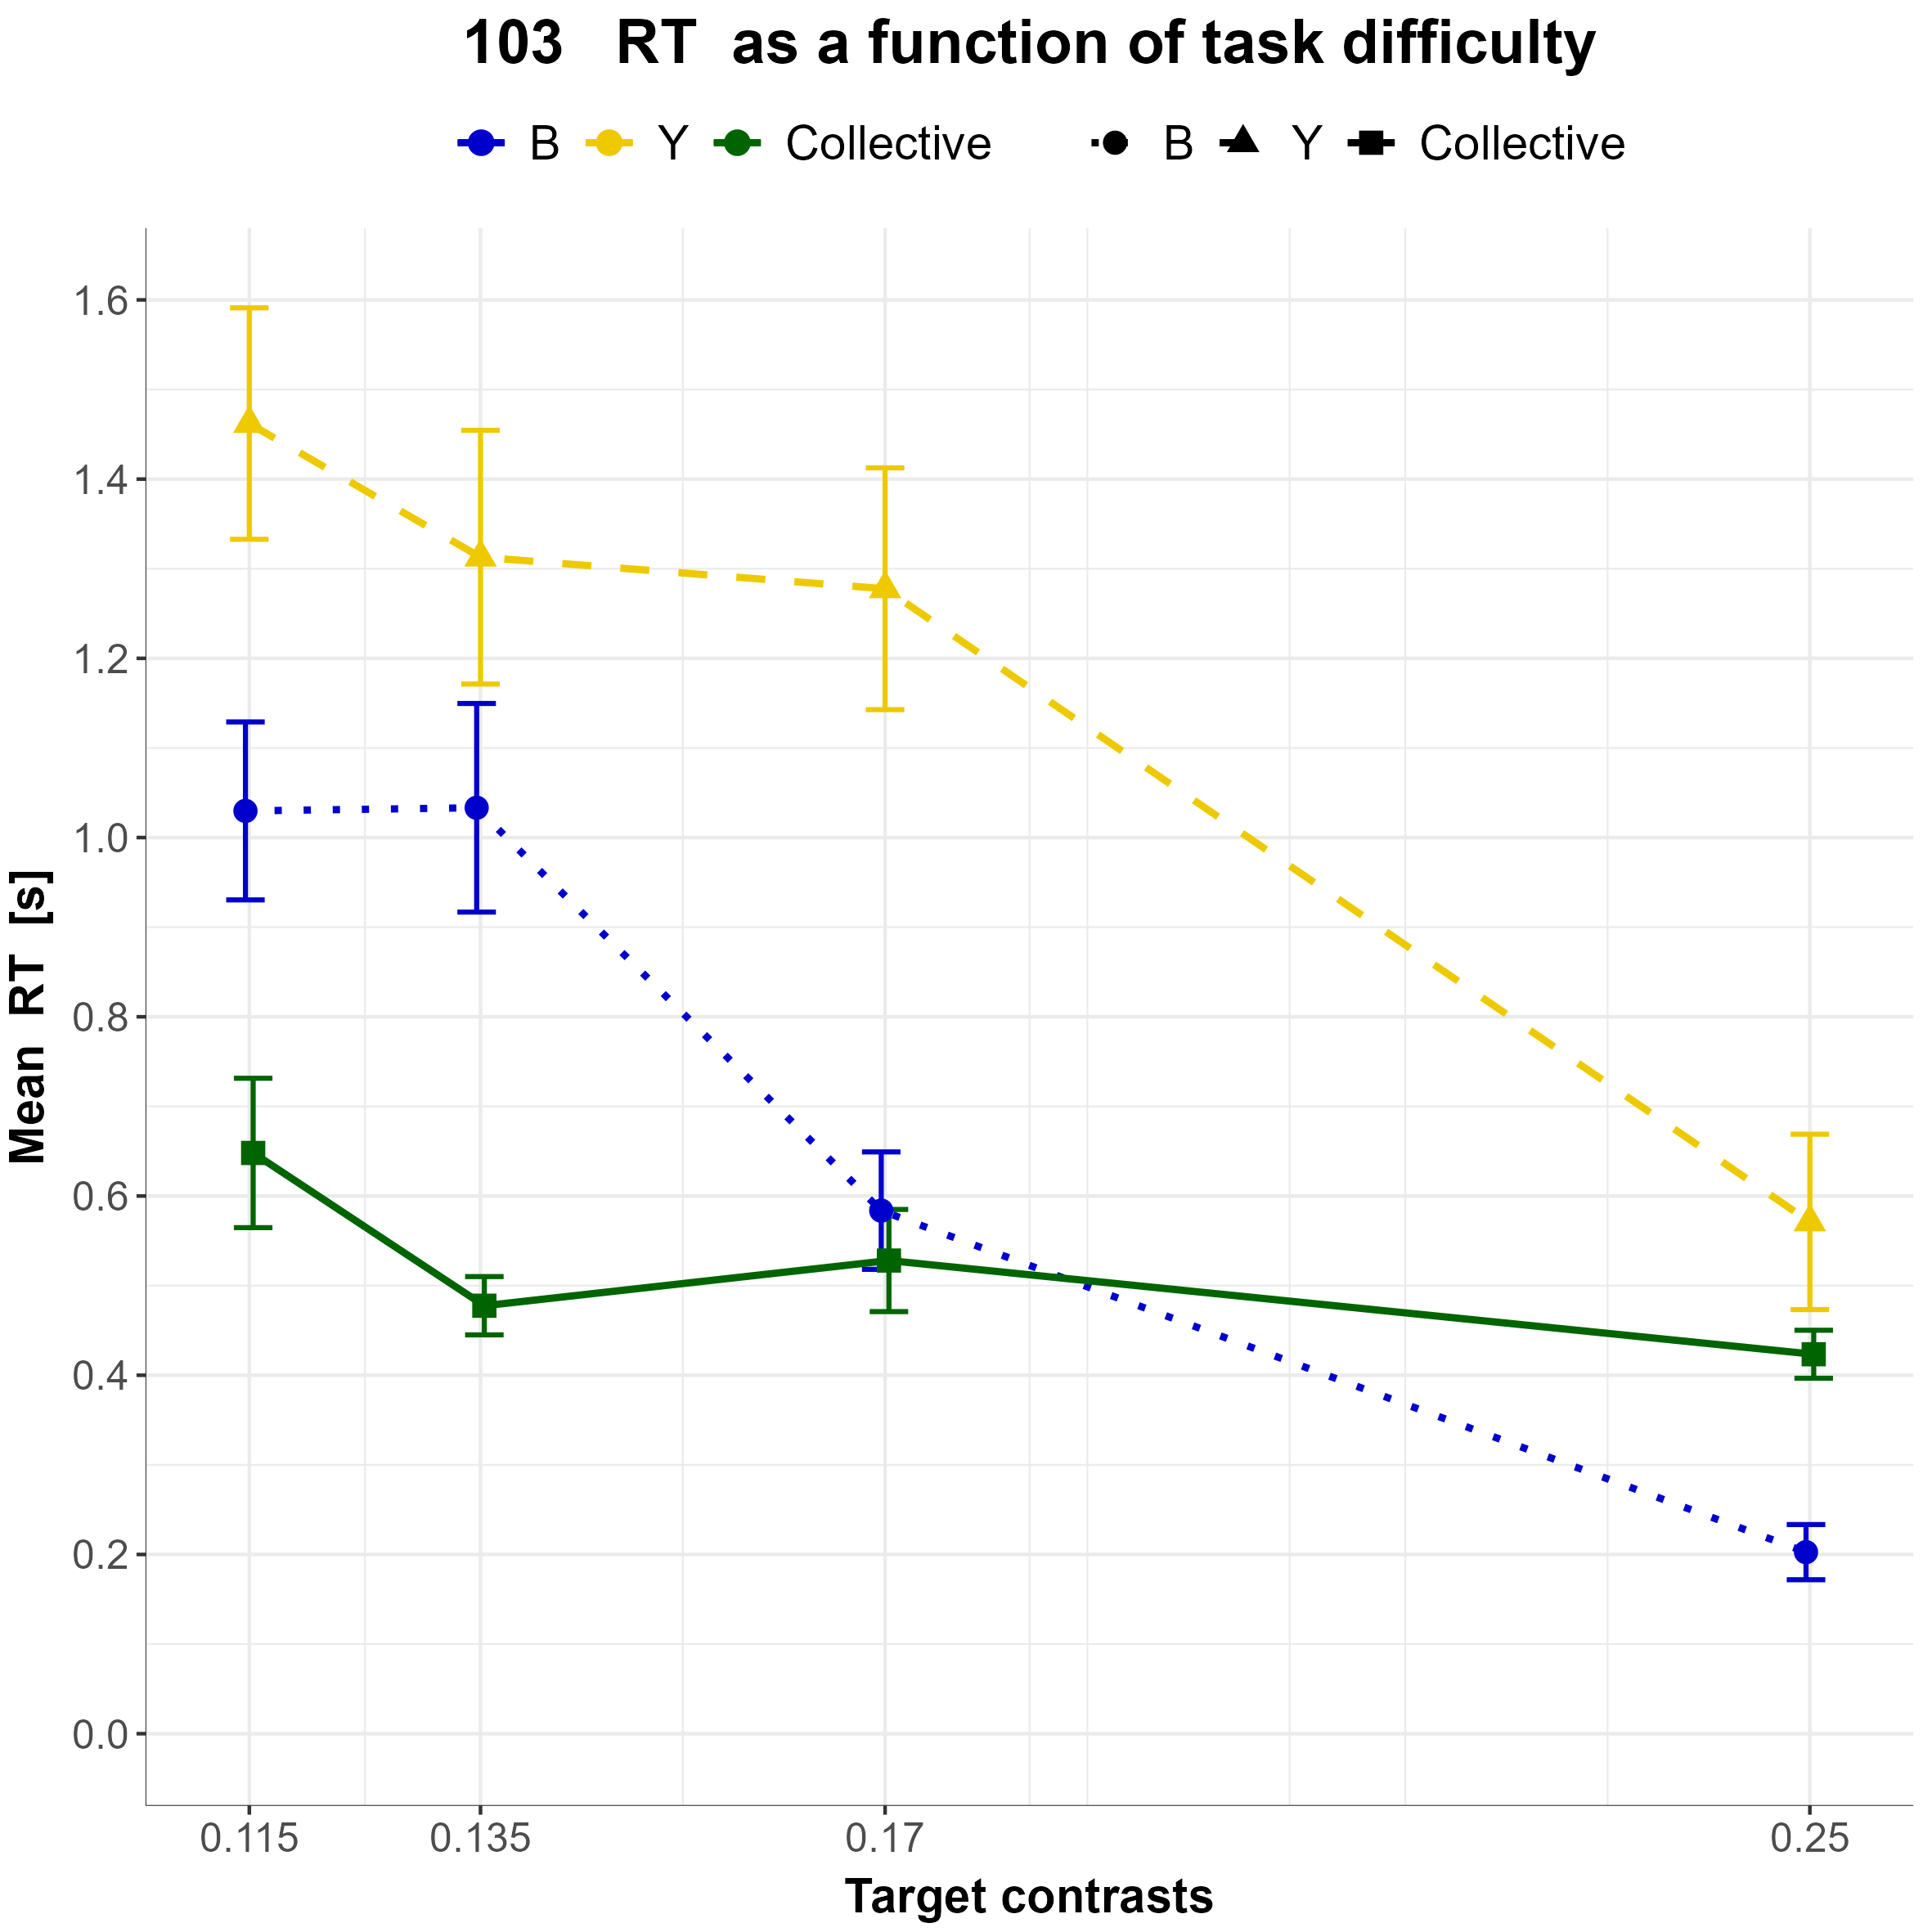 103 RT as a function of task difficulty
B Y Collective B Y Collective
1.6
1.4
1.2
1.0
0.8
0.6
0.4
0.2
0.0
Mean RT [s]
0.115 0.135 0.17 0.25
Target contrasts